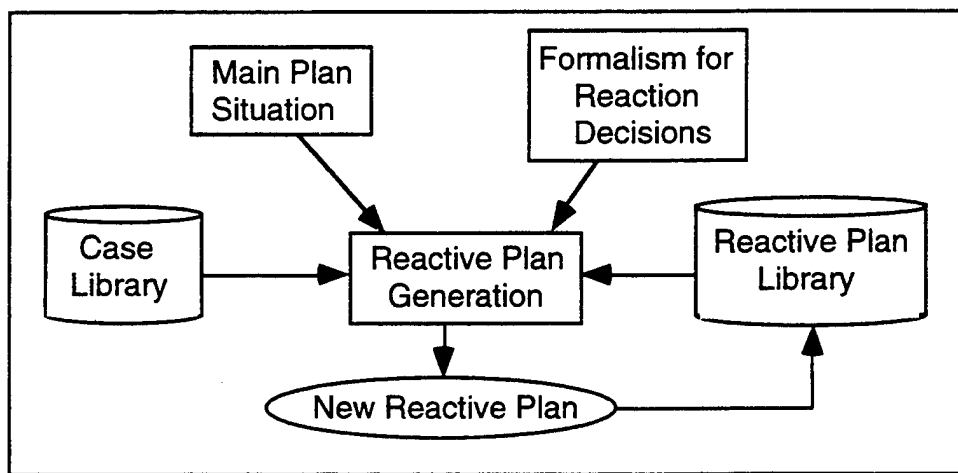 Main Plan
Situation
Formalism for
Reaction
Decisions
Case
Library
Reactive Plan
Generation
Reactive Plan
Library
New Reactive Plan